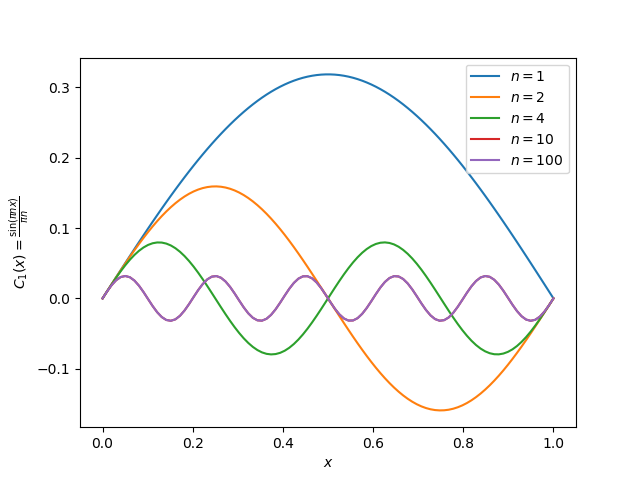 n = 1
n = 2
n = 4
n = 10
n = 100
C₁(x) = sin(πnx)/πn
0.3
0.2
0.1
0.0
−0.1
0.0 0.2 0.4 0.6 0.8 1.0
x